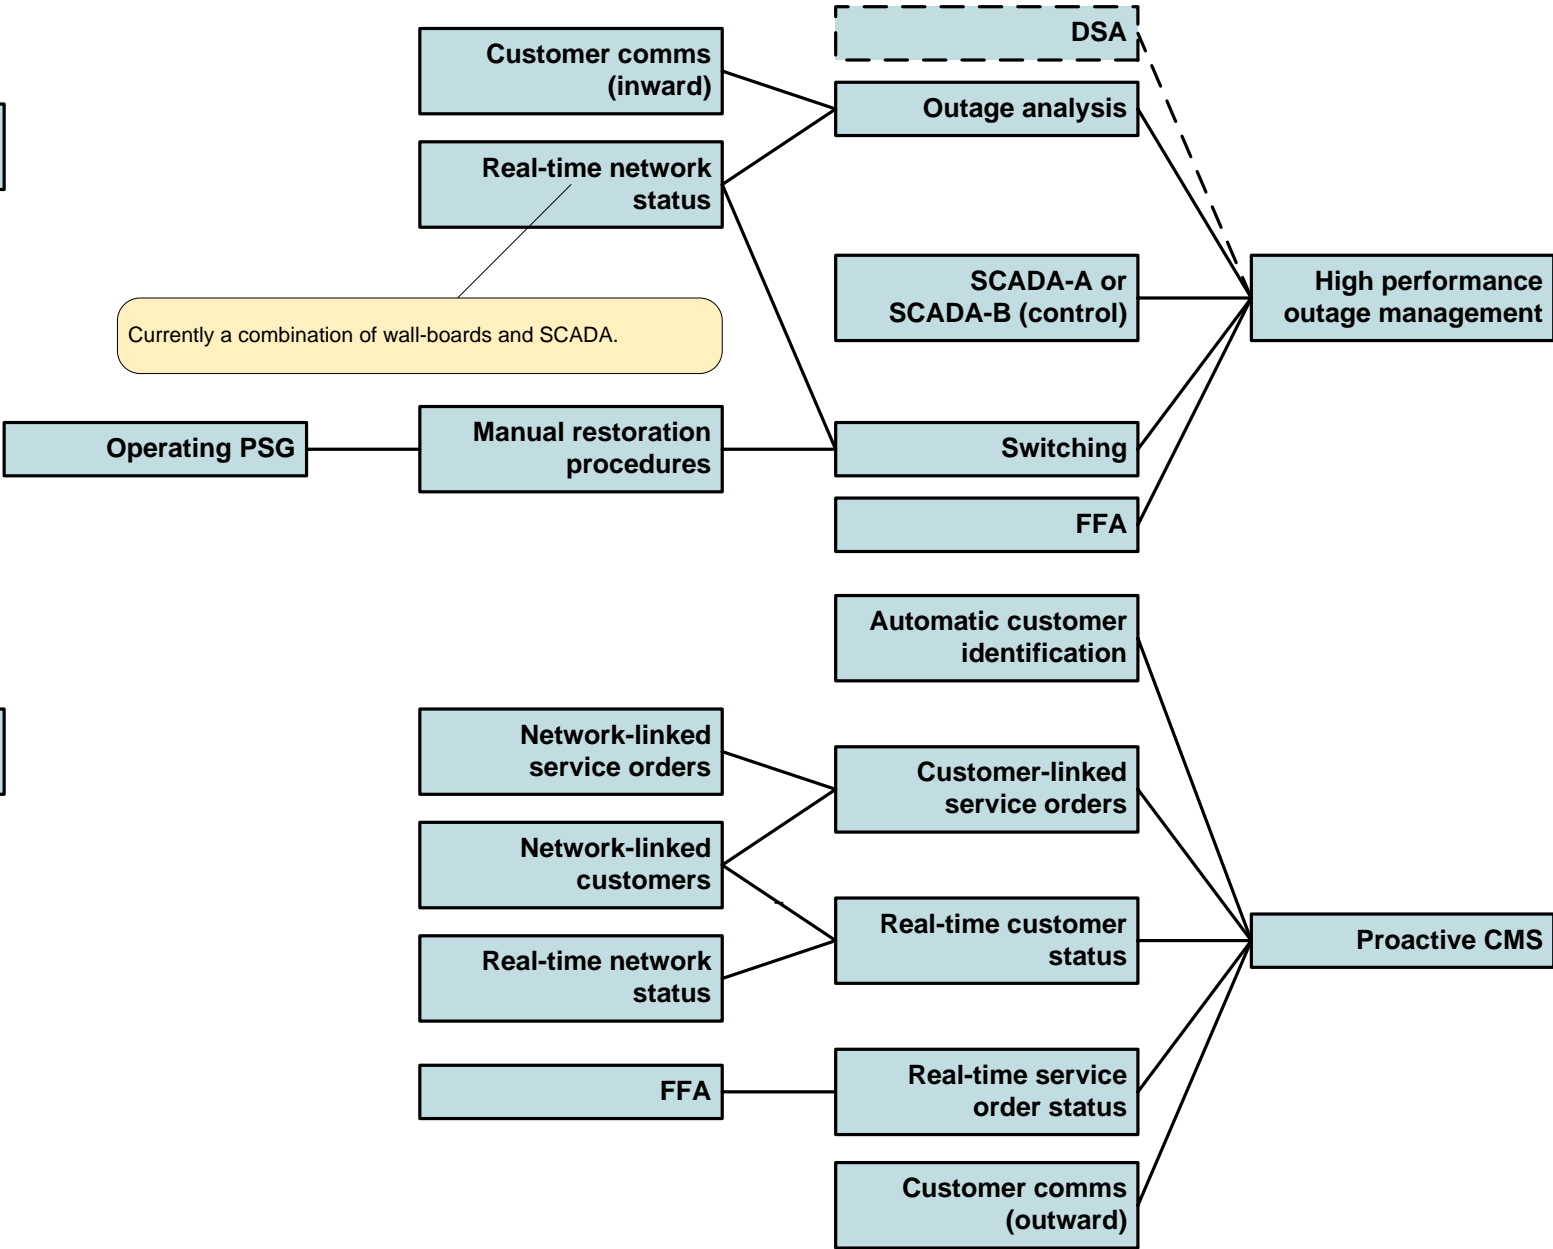 DSA
Customer comms
(inward)
Outage analysis
Real-time network
status
SCADA-A or
SCADA-B (control)
High performance
outage management
Currently a combination of wall-boards and SCADA.
Operating PSG
Manual restoration
procedures
Switching
FFA
Automatic customer
identification
Network-linked
service orders
Customer-linked
service orders
Network-linked
customers
Real-time customer
status
Proactive CMS
Real-time network
status
FFA
Real-time service
order status
Customer comms
(outward)